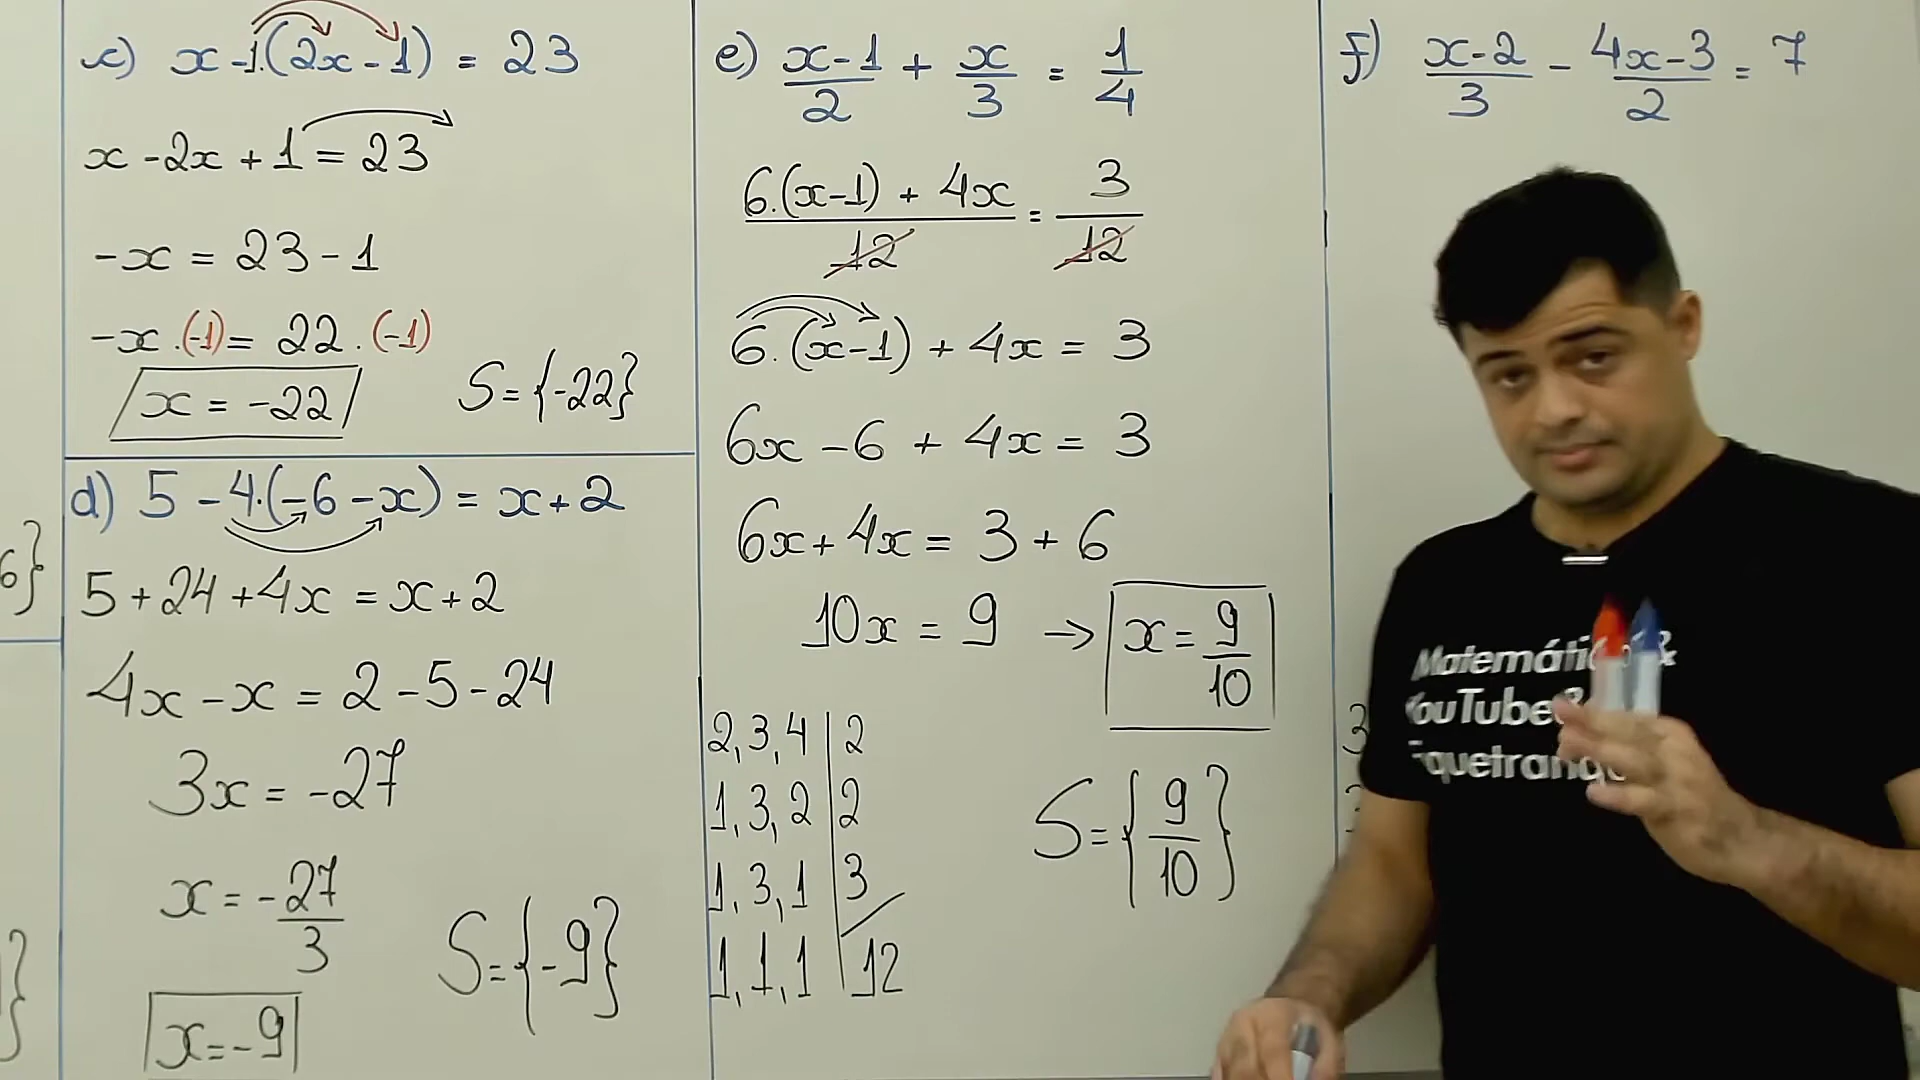 c) x-1.(2x-1) = 23
x-2x+1 = 23
-x = 23-1
-x.(-1) = 22.(-1)
x = -22
S={-22}
d) 5-4.(-6-x) = x+2
5+24+4x = x+2
4x-x = 2-5-24
3x = -27
x = -27/3
S={-9}
x=-9
6}
}
e) x-1/2 + x/3 = 1/4
6.(x-1) + 4x/12 = 3/12
6.(x-1) + 4x = 3
6x-6+4x = 3
6x+4x = 3+6
10x = 9 → x = 9/10
2,3,4 | 2
1,3,2 | 2
1,3,1 | 3
1,1,1 | 12
S={9/10}
f) x-2/3 - 4x-3/2 = 7
3
Matemátic &
YouTube&